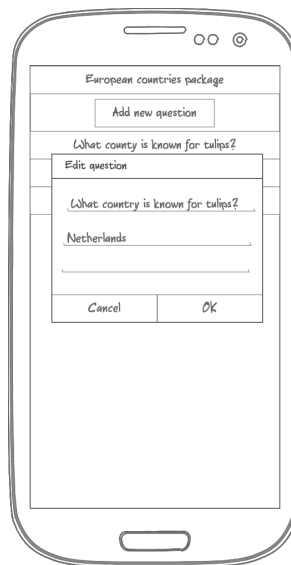 European countries package
Add new question
What county is known for tulips?
Edit question
What country is known for tulips?
Netherlands
Cancel
OK